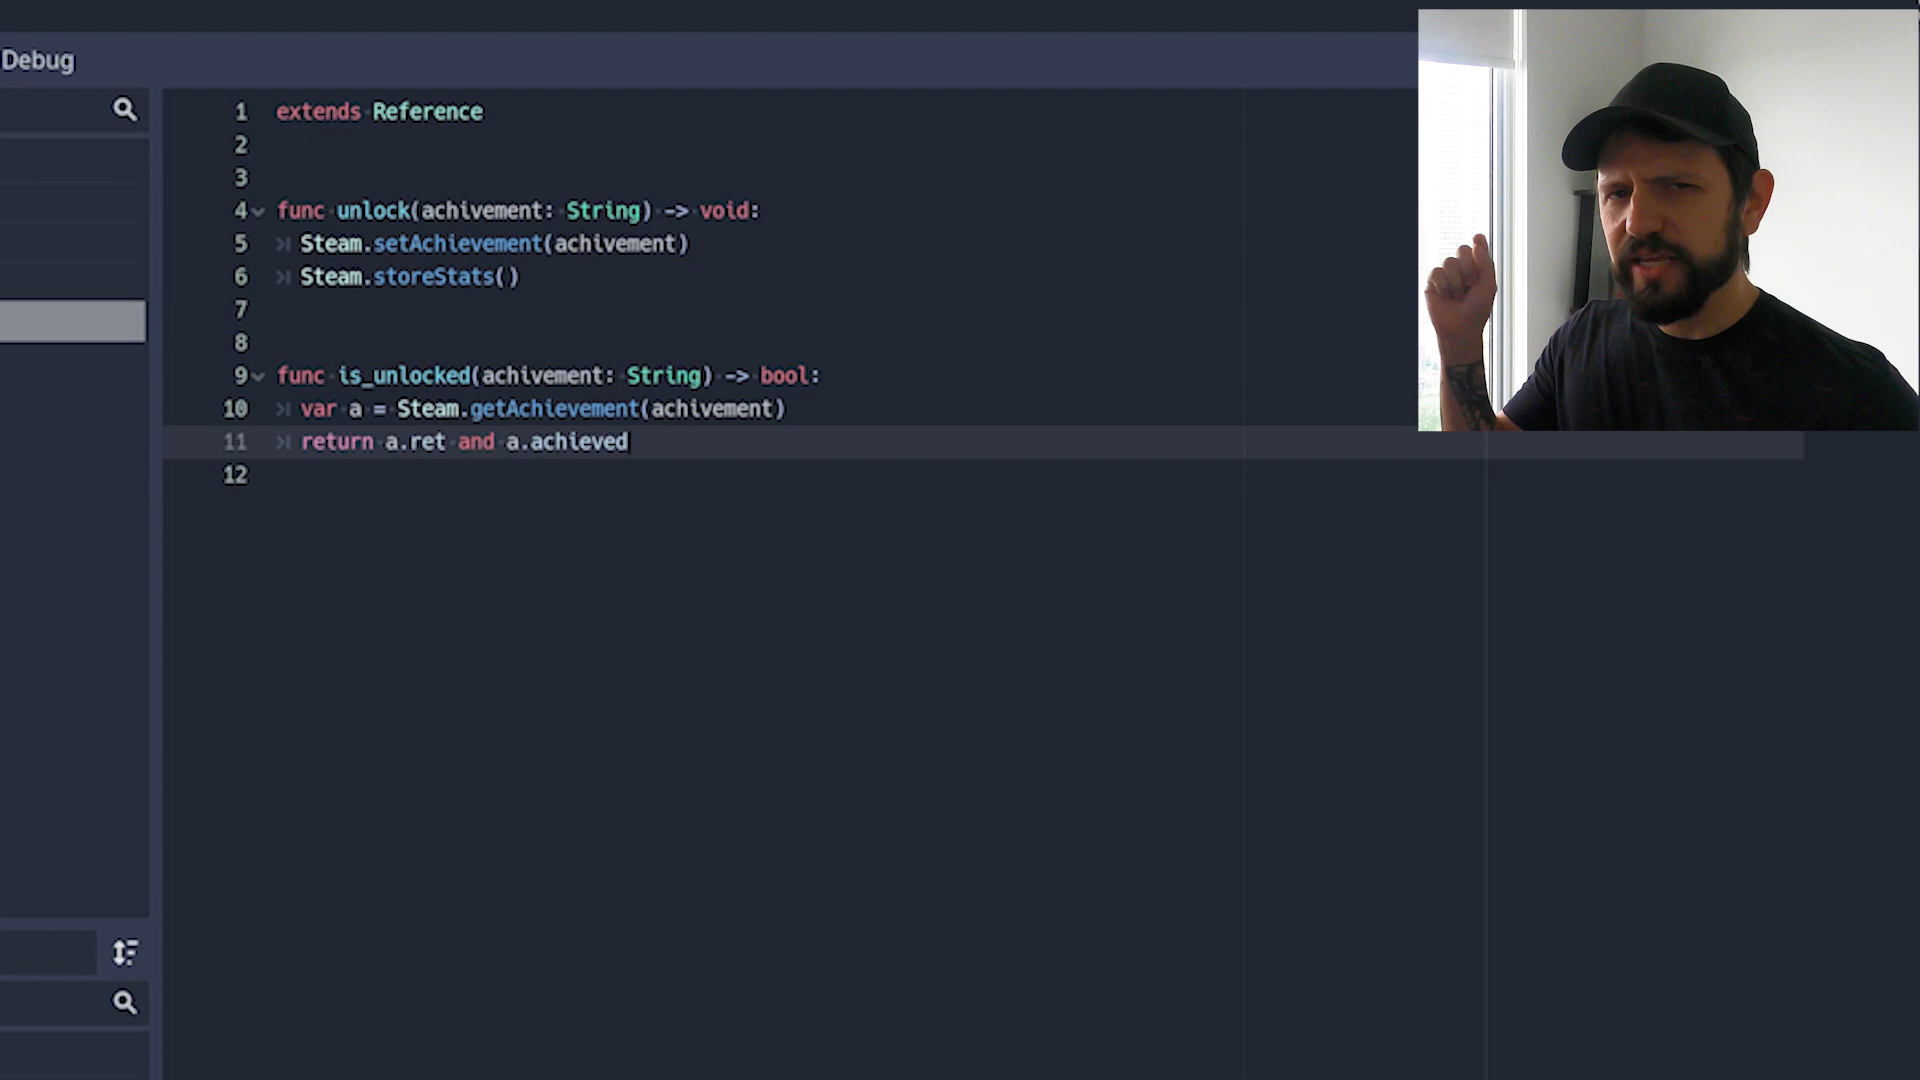 Debug
1 extends Reference
2
3
4 func unlock(achivement: String) -> void:
5 Steam.setAchievement(achivement)
6 Steam.storeStats()
7
8
9 func is_unlocked(achivement: String) -> bool:
10 var a = Steam.getAchievement(achivement)
11 return a.ret and a.achieved
12